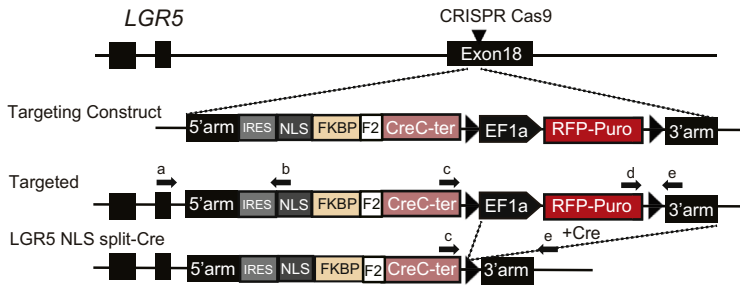 LGR5
CRISPR Cas9
Exon18
Targeting Construct
5'arm IRES NLS FKBP F2 CreC-ter EF1a RFP-Puro 3'arm
a b c d e
Targeted
5'arm IRES NLS FKBP F2 CreC-ter EF1a RFP-Puro 3'arm
LGR5 NLS split-Cre
c e +Cre
5'arm IRES NLS FKBP F2 CreC-ter 3'arm